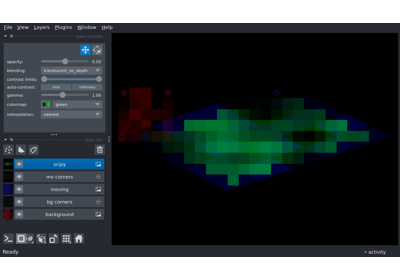 File View Layers Plugins Window Help
opacity: 0.50
blending: translucent_no_depth
contrast limits:
auto-contrast: once continuous
gamma: 1.00
colormap: green
interpolation: nearest
scipy
mv corners
moving
bg corners
background
Ready
activity